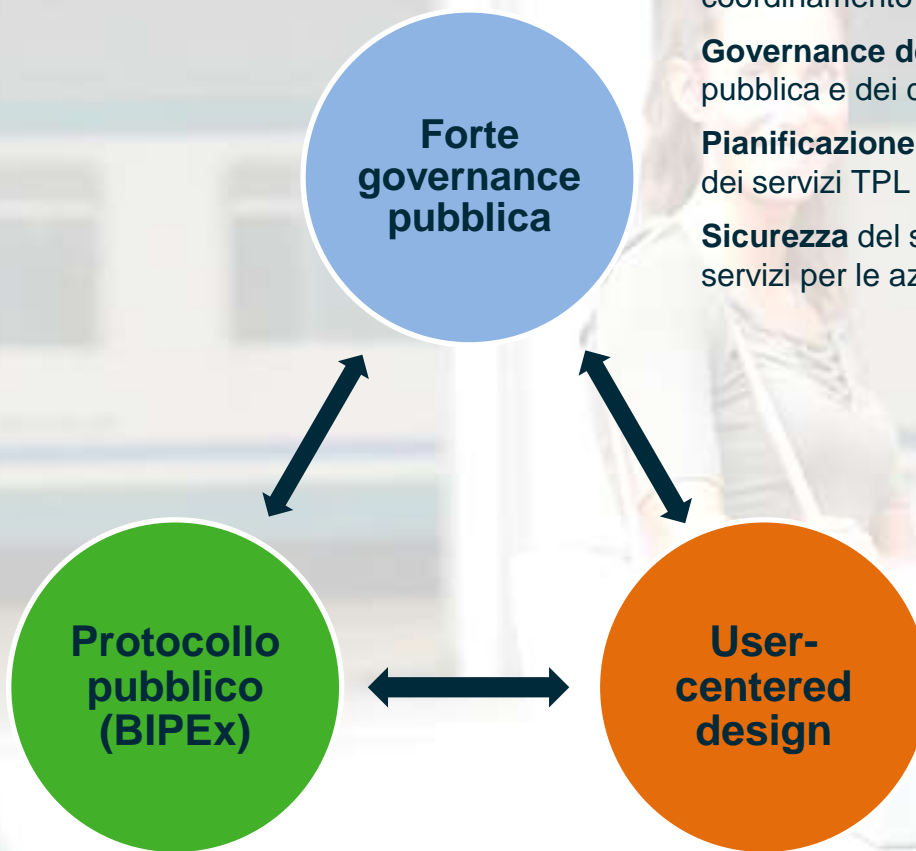 coordinamento
Governance
pubblica e dei
Pianificazione
dei servizi TPL
Sicurezza del
servizi per le
Forte
governance
pubblica
Protocollo
pubblico
(BIPEx)
User-
centered
design